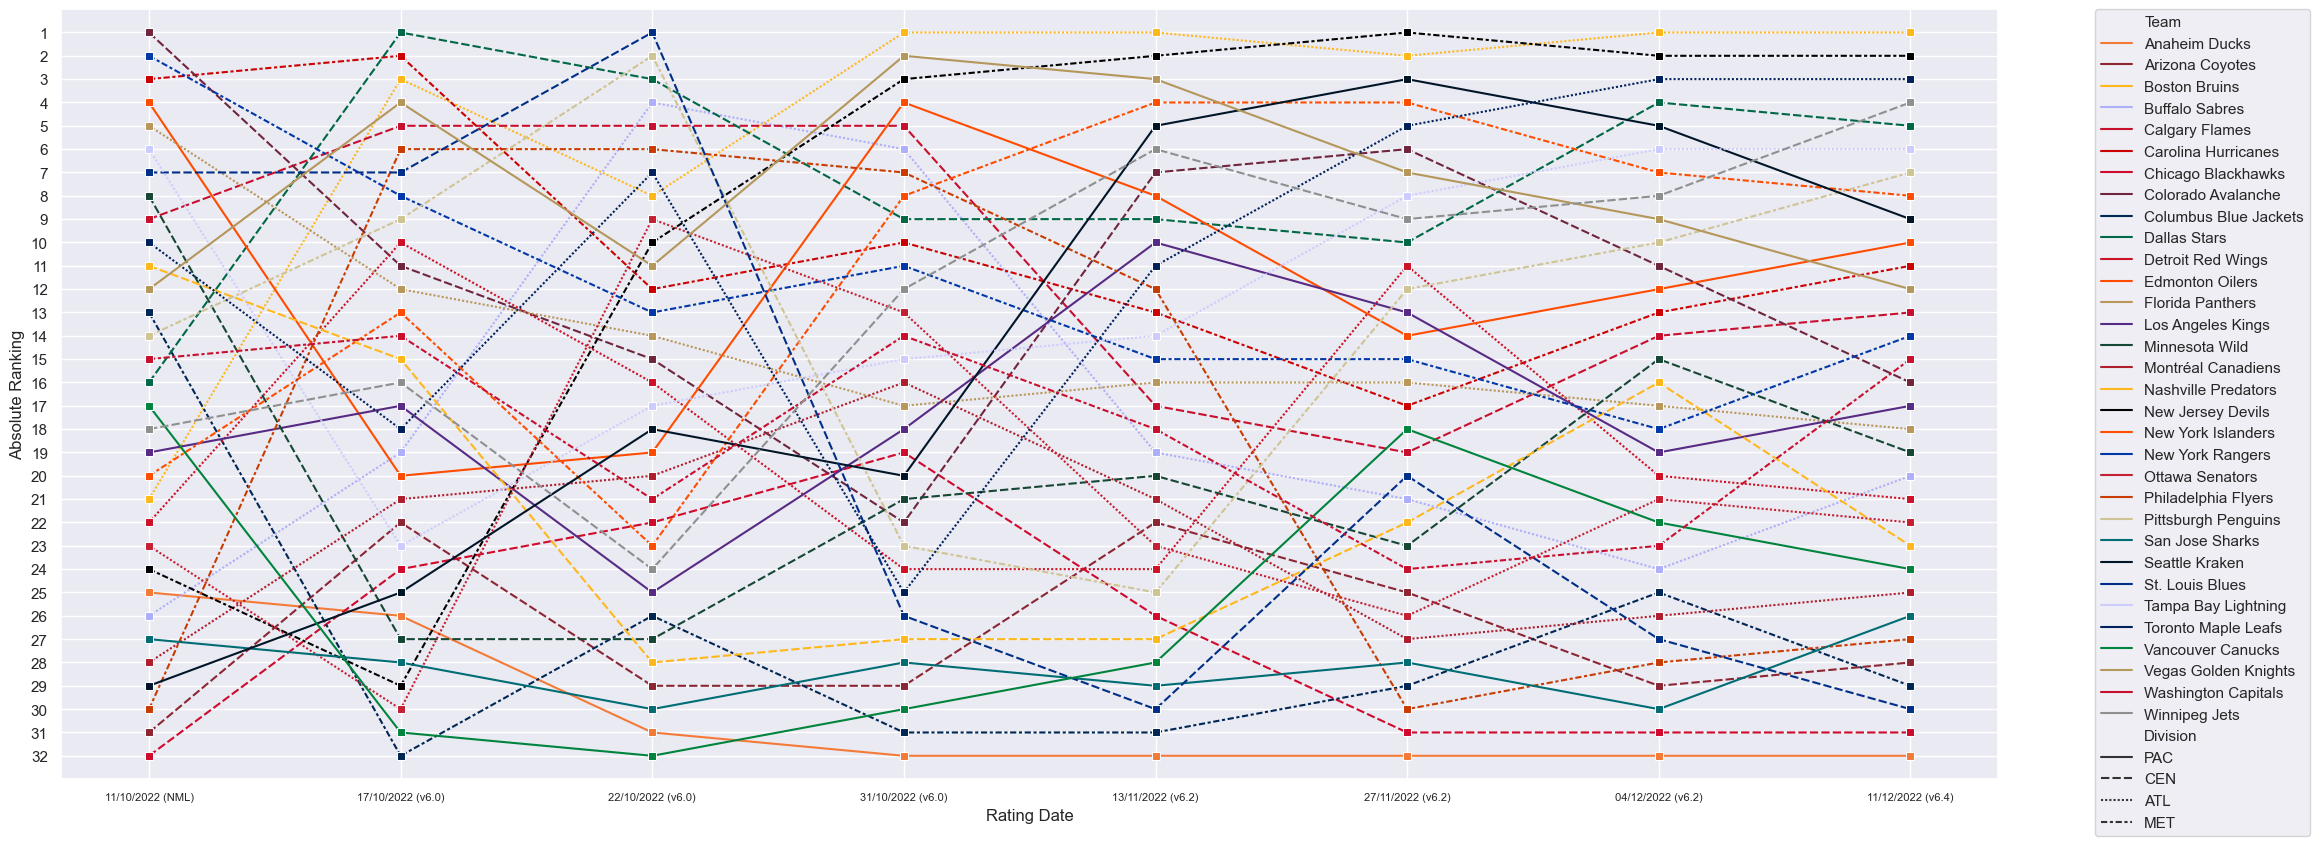 Absolute Ranking
1
2
3
4
5
6
7
8
9
10
11
12
13
14
15
16
17
18
19
20
21
22
23
24
25
26
27
28
29
30
31
32
11/10/2022 (NML)
17/10/2022 (v6.0)
22/10/2022 (v6.0)
31/10/2022 (v6.0)
13/11/2022 (v6.2)
27/11/2022 (v6.2)
04/12/2022 (v6.2)
11/12/2022 (v6.4)
Rating Date
Team
Anaheim Ducks
Arizona Coyotes
Boston Bruins
Buffalo Sabres
Calgary Flames
Carolina Hurricanes
Chicago Blackhawks
Colorado Avalanche
Columbus Blue Jackets
Dallas Stars
Detroit Red Wings
Edmonton Oilers
Florida Panthers
Los Angeles Kings
Minnesota Wild
Montréal Canadiens
Nashville Predators
New Jersey Devils
New York Islanders
New York Rangers
Ottawa Senators
Philadelphia Flyers
Pittsburgh Penguins
San Jose Sharks
Seattle Kraken
St. Louis Blues
Tampa Bay Lightning
Toronto Maple Leafs
Vancouver Canucks
Vegas Golden Knights
Washington Capitals
Winnipeg Jets
Division
PAC
CEN
ATL
MET